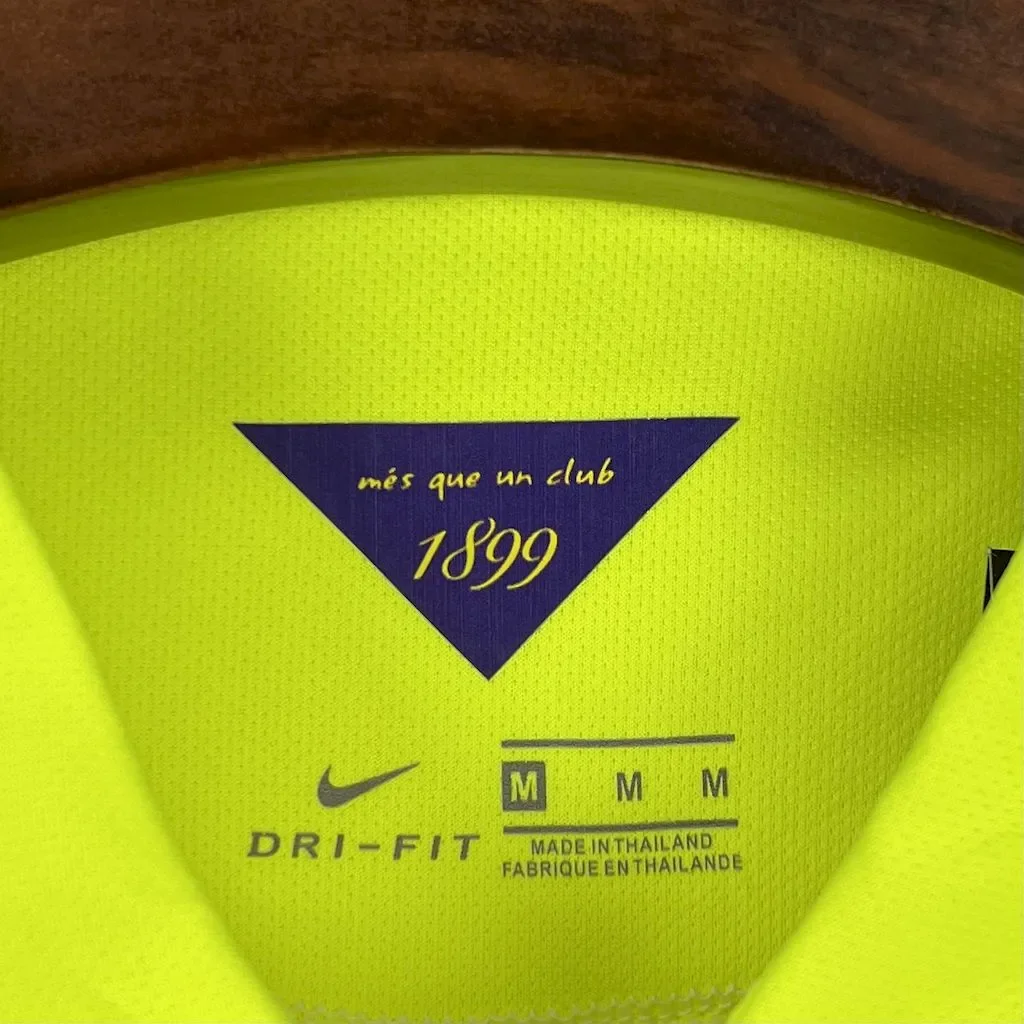 més que un club
1899
DRI-FIT
M M M
MADE IN THAILAND
FABRIQUE EN THAILANDE